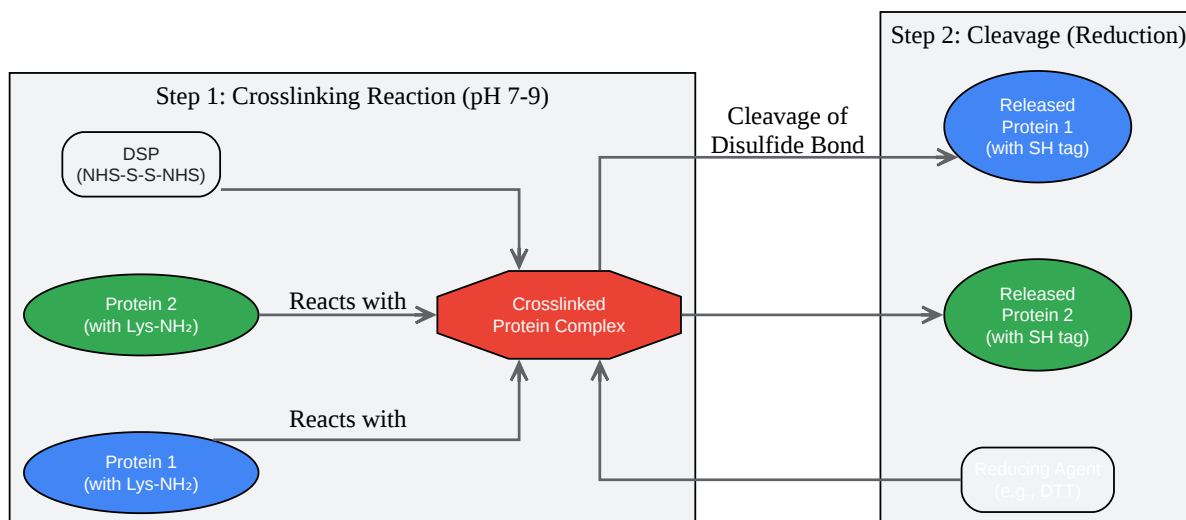 Step 1: Crosslinking Reaction (pH 7-9)
DSP
(NHS-S-S-NHS)
Protein 2
(with Lys-NH₂)
Reacts with
Protein 1
(with Lys-NH₂)
Reacts with
Crosslinked
Protein Complex
Cleavage of
Disulfide Bond
Step 2: Cleavage (Reduction)
Released
Protein 1
(with SH tag)
Released
Protein 2
(with SH tag)
Reducing Agent
(e.g., DTT)